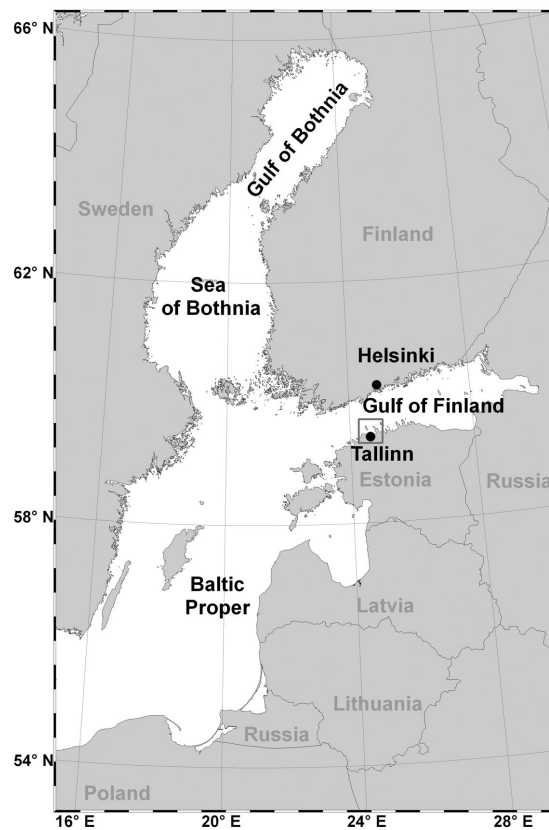 66° N
Gulf of Bothnia
Sweden
Finland
62° N
Sea
of Bothnia
Helsinki
Gulf of Finland
Tallinn
Estonia
Russia
58° N
Baltic
Proper
Latvia
Lithuania
Russia
54° N
Poland
16° E
20° E
24° E
28° E